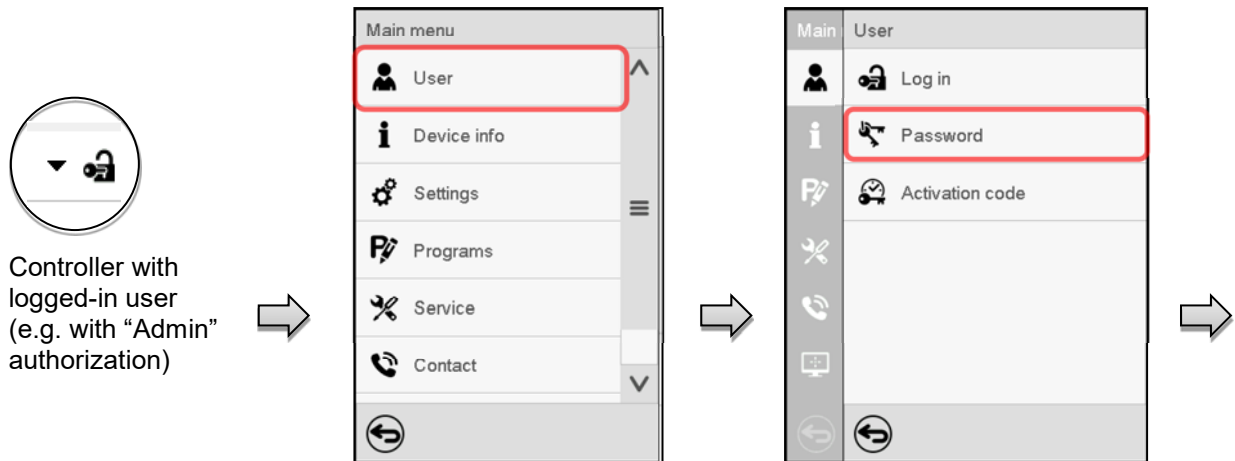 Controller with
logged-in user
(e.g. with “Admin”
authorization)
Main menu
User
Device info
Settings
Programs
Service
Contact
Main
User
Log in
Password
Activation code